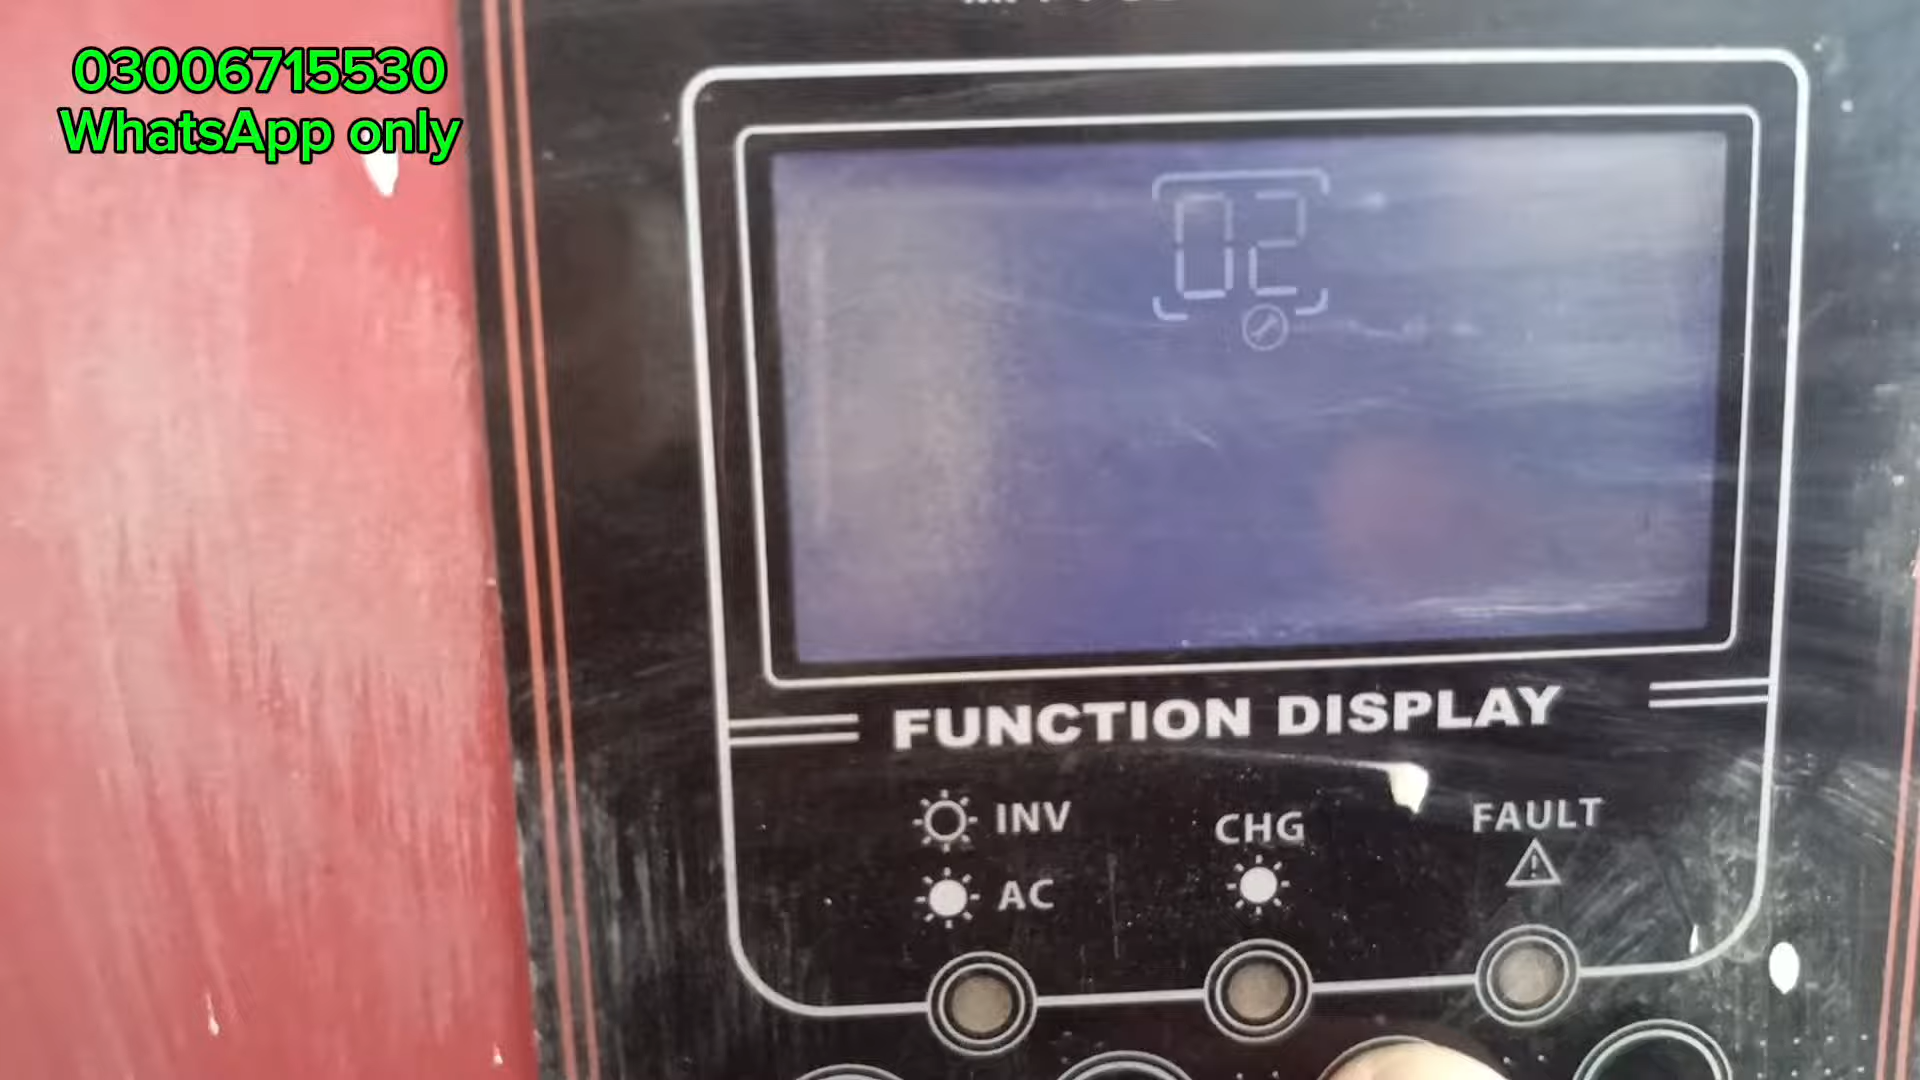 03006715530
WhatsApp only
02
FUNCTION DISPLAY
INV
CHG
FAULT
AC